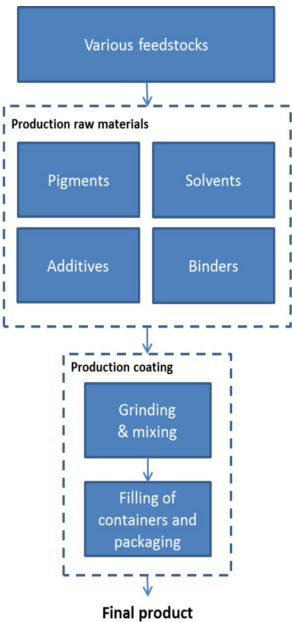 Various feedstocks
Production raw materials
Pigments
Solvents
Additives
Binders
Production coating
Grinding
& mixing
Filling of
containers and
packaging
Final product